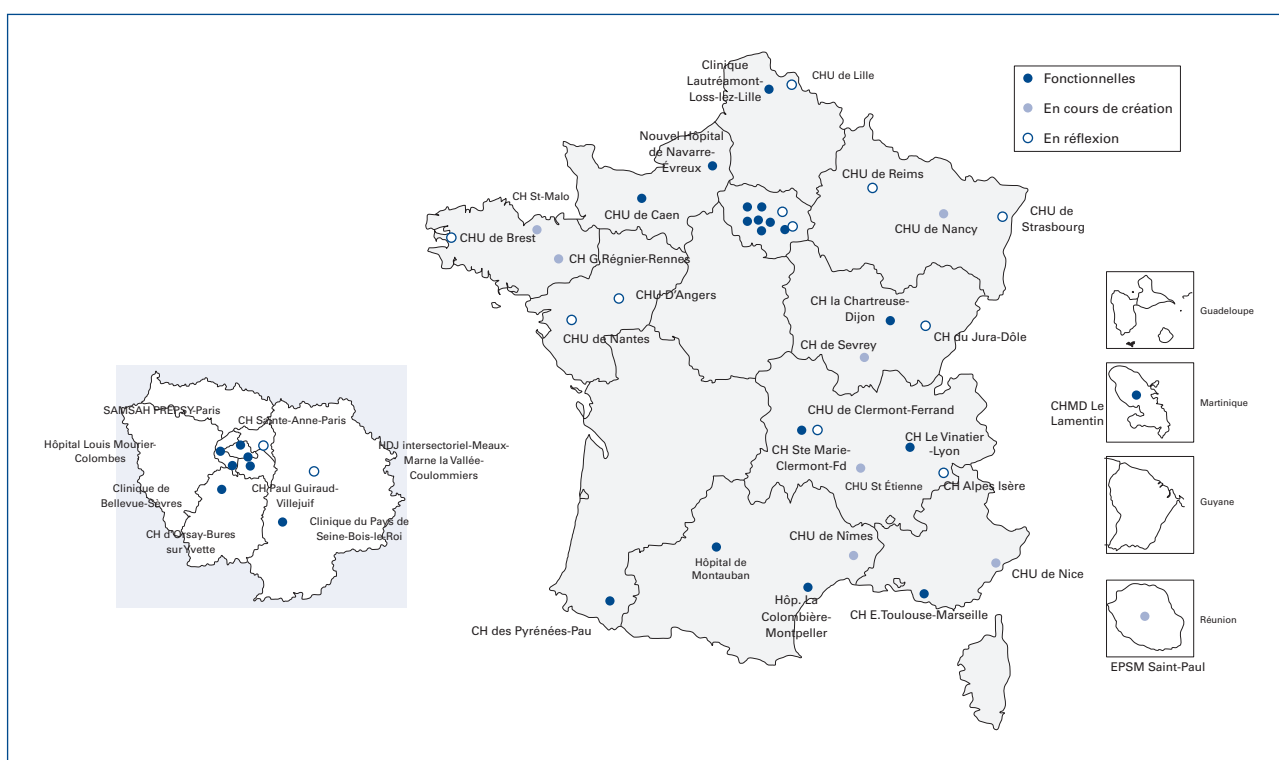 Clinique
Lautréamont-
Loss-lez-Lille
CHU de Lille
Fonctionnelles
En cours de création
En réflexion
Nouvel Hôpital
de Navarre-
Évreux
CH St-Malo
CHU de Caen
CHU de Reims
CHU de Nancy
CHU de
Strasbourg
CHU de Brest
CH G.Régnier-Rennes
CHU D'Angers
CHU de Nantes
CH la Chartreuse-
Dijon
CH du Jura-Dôle
CH de Sevrey
Guadeloupe
CHMD Le
Lamentin
Martinique
Guyane
Réunion
EPSM Saint-Paul
SAMSAH PREPSY-Paris
CH Sainte-Anne-Paris
Hôpital Louis Mourier-
Colombes
HDJ intersectoriel-Meaux-
Marne la Vallée-
Coulommiers
Clinique de
Bellevue-Sèvres
CH Paul Guiraud-
Villejuif
CH d'Orsay-Bures
sur Yvette
Clinique du Pays de
Seine-Bois-le-Roi
CHU de Clermont-Ferrand
CH Ste Marie-
Clermont-Fd
CH Le Vinatier
-Lyon
CHU St Étienne
CH Alpes Isère
CHU de Nîmes
Hôpital de
Montauban
CHU de Nice
Hôp. La
Colombière-
Montpeller
CH E.Toulouse-Marseille
CH des Pyrénées-Pau